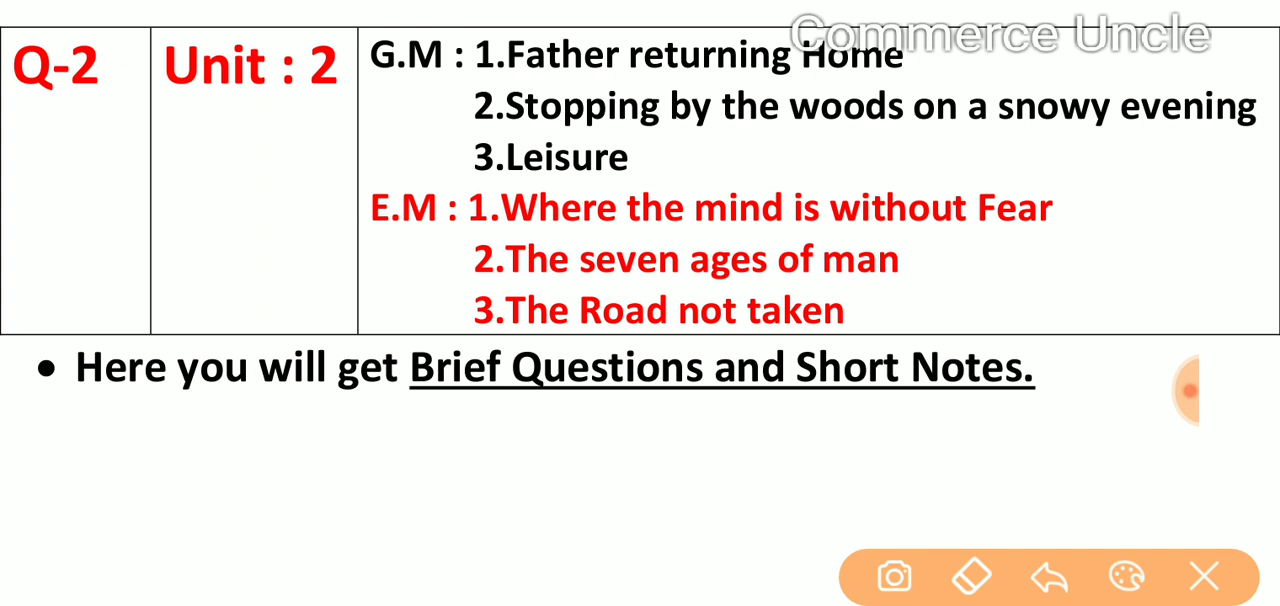 Commerce Uncle
Q-2 Unit : 2 G.M : 1.Father returning Home
2.Stopping by the woods on a snowy evening
3.Leisure
E.M : 1.Where the mind is without Fear
2.The seven ages of man
3.The Road not taken
• Here you will get Brief Questions and Short Notes.